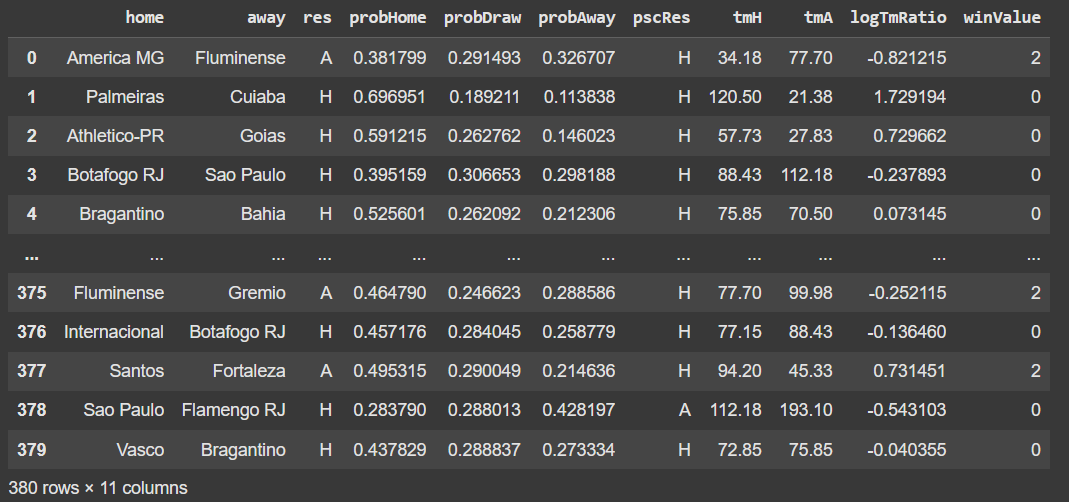 home away res probHome probDraw probAway pscRes tmH tmA logTmRatio winValue
0 America MG Fluminense A 0.381799 0.291493 0.326707 H 34.18 77.70 -0.821215 2
1 Palmeiras Cuiaba H 0.696951 0.189211 0.113838 H 120.50 21.38 1.729194 0
2 Athletico-PR Goias H 0.591215 0.262762 0.146023 H 57.73 27.83 0.729662 0
3 Botafogo RJ Sao Paulo H 0.395159 0.306653 0.298188 H 88.43 112.18 -0.237893 0
4 Bragantino Bahia H 0.525601 0.262092 0.212306 H 75.85 70.50 0.073145 0
... ... ... ... ... ... ... ... ... ... ... ...
375 Fluminense Gremio A 0.464790 0.246623 0.288586 H 77.70 99.98 -0.252115 2
376 Internacional Botafogo RJ H 0.457176 0.284045 0.258779 H 77.15 88.43 -0.136460 0
377 Santos Fortaleza A 0.495315 0.290049 0.214636 H 94.20 45.33 0.731451 2
378 Sao Paulo Flamengo RJ H 0.283790 0.288013 0.428197 A 112.18 193.10 -0.543103 0
379 Vasco Bragantino H 0.437829 0.288837 0.273334 H 72.85 75.85 -0.040355 0
380 rows × 11 columns